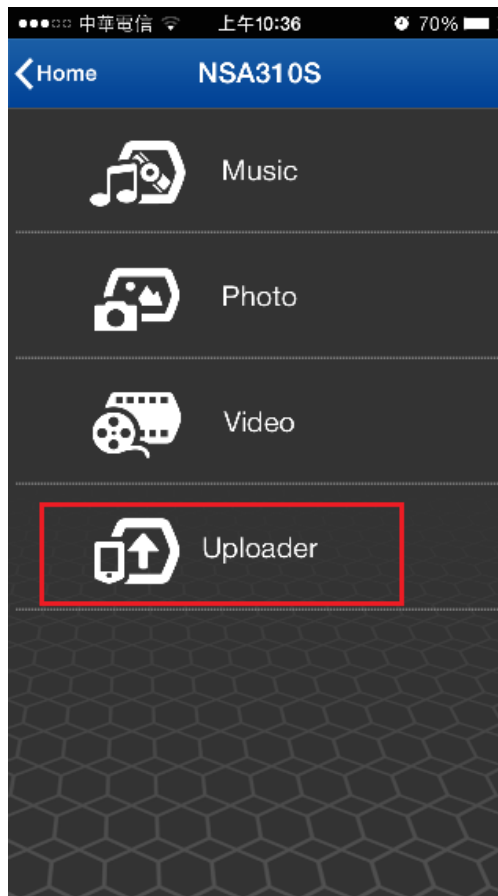 中華電信 上午10:36 70%
Home NSA310S
Music
Photo
Video
Uploader